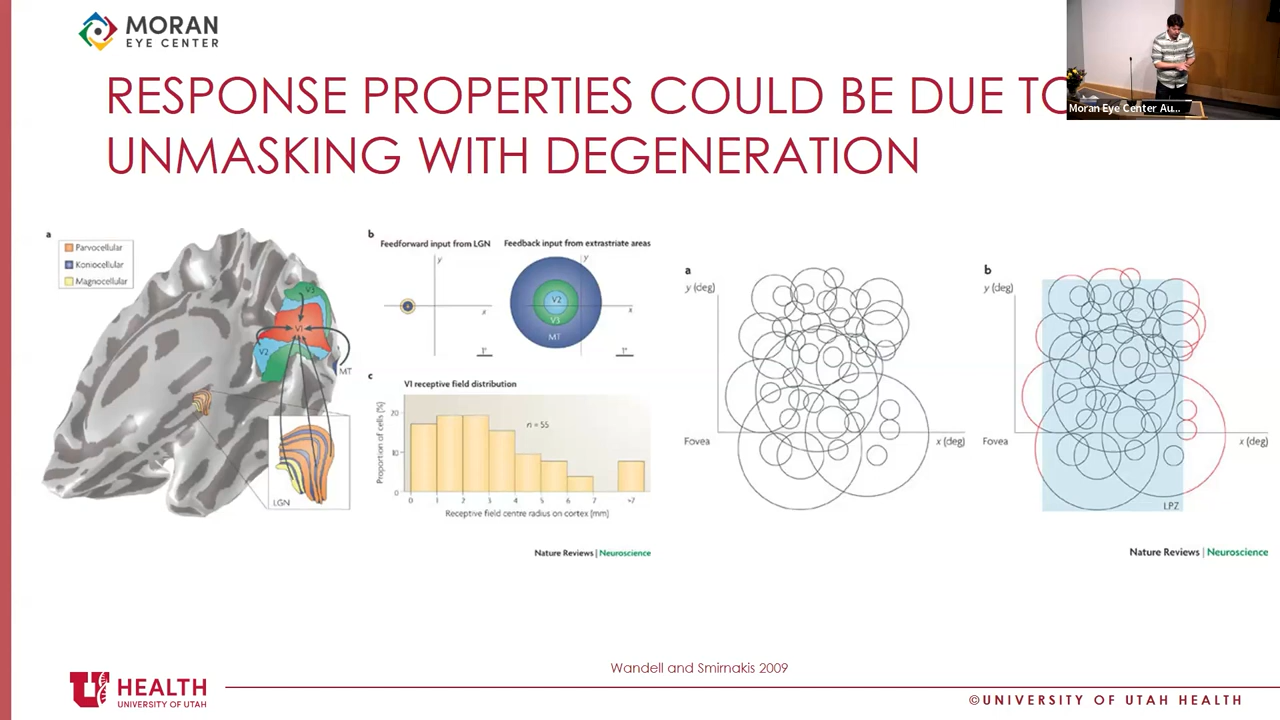 MORAN
EYE CENTER
RESPONSE PROPERTIES COULD BE DUE TO
UNMASKING WITH DEGENERATION
Moran Eye Center Au...
a
Parvocellular
Koniocellular
Magnocellular
V3
V1
V2
MT
LGN
b
Feedforward input from LGN
Feedback input from extrastriate areas
y
x
1°
y
V2
V3
MT
x
1°
c
V1 receptive field distribution
n = 55
Proportion of cells (%)
20
10
0
0 1 2 3 4 5 6 7 >7
Receptive field centre radius on cortex (mm)
Nature Reviews | Neuroscience
a
y (deg)
Fovea
x (deg)
b
y (deg)
Fovea
x (deg)
LPZ
Nature Reviews | Neuroscience
Wandell and Smirnakis 2009
U HEALTH
UNIVERSITY OF UTAH
©UNIVERSITY OF UTAH HEALTH